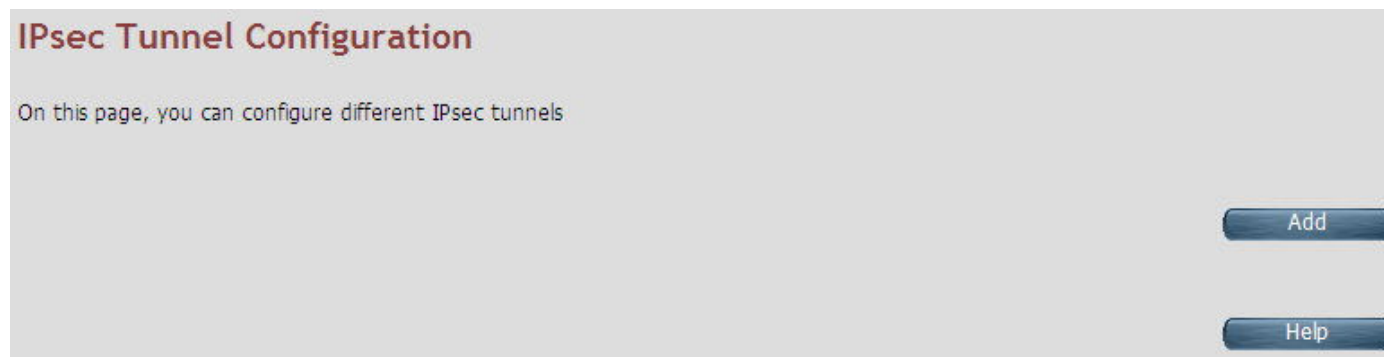 IPsec Tunnel Configuration
On this page, you can configure different IPsec tunnels
Add
Help